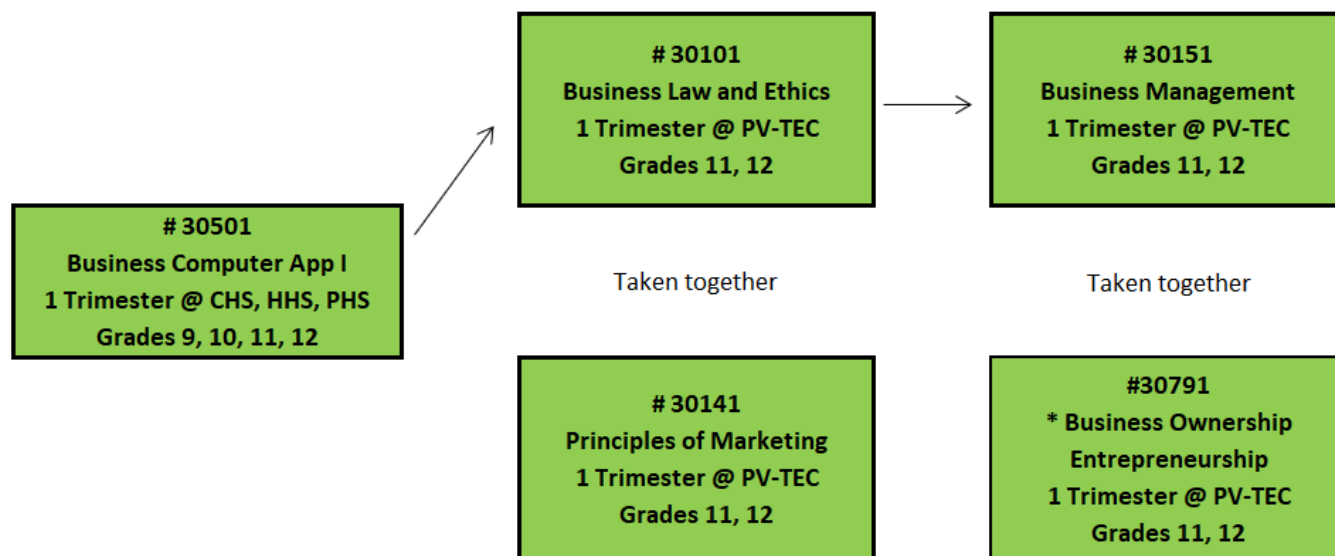 # 30501
Business Computer App I
1 Trimester @ CHS, HHS, PHS
Grades 9, 10, 11, 12
# 30101
Business Law and Ethics
1 Trimester @ PV-TEC
Grades 11, 12
Taken together
# 30141
Principles of Marketing
1 Trimester @ PV-TEC
Grades 11, 12
# 30151
Business Management
1 Trimester @ PV-TEC
Grades 11, 12
Taken together
#30791
* Business Ownership
Entrepreneurship
1 Trimester @ PV-TEC
Grades 11, 12